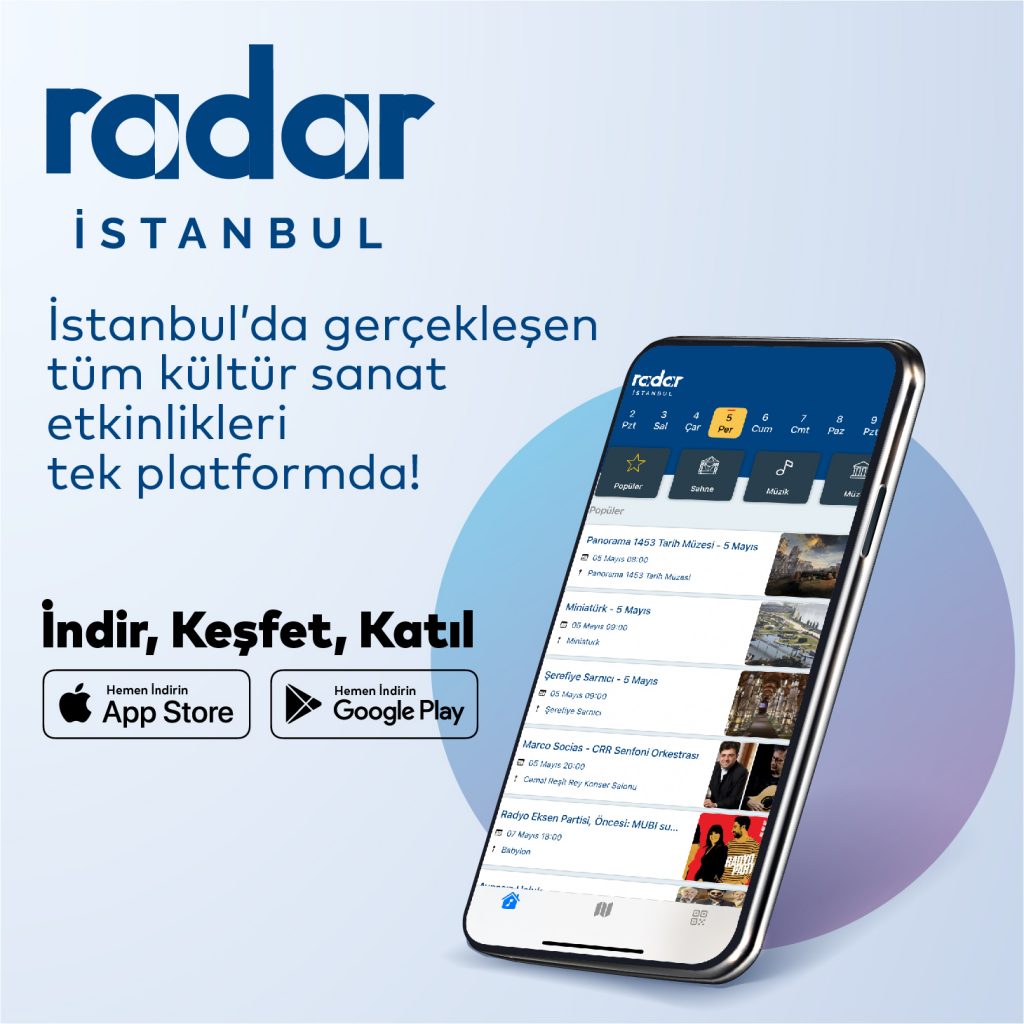 radar
İSTANBUL
İstanbul'da gerçekleşen
tüm kültür sanat
etkinlikleri
tek platformda!
İndir, Keşfet, Katıl
Hemen İndirin
App Store
Hemen İndirin
Google Play
radar
İSTANBUL
2 3 4 5 6 7 8 9
Pzt Sal Çar Per Cum Cmt Paz Pzt
Popüler Sahne Müzik Müz
Popüler
Panorama 1453 Tarih Müzesi - 5 Mayıs
05 Mayıs 09:00
Panorama 1453 Tarih Müzesi
Miniatürk - 5 Mayıs
05 Mayıs 09:00
Miniatürk
Şerefiye Sarnıcı - 5 Mayıs
05 Mayıs 09:00
Şerefiye Sarnıcı
Marco Socias - CRR Senfoni Orkestrası
05 Mayıs 20:00
Cemal Reşit Rey Konser Salonu
Radyo Eksen Partisi, Öncesi: MUBI su...
07 Mayıs 18:00
Babylon
RADYO
PART